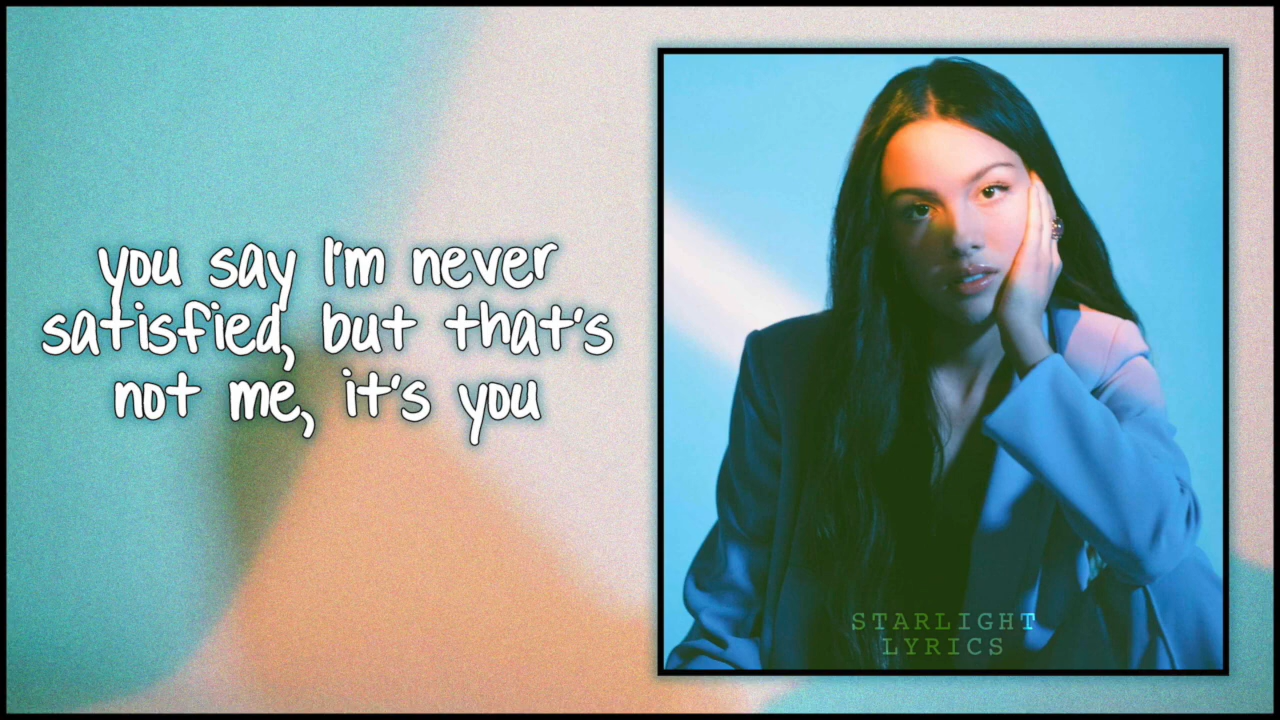 you say I'm never
satisfied, but that's
not me, it's you
STARLIGHT
LYRICS